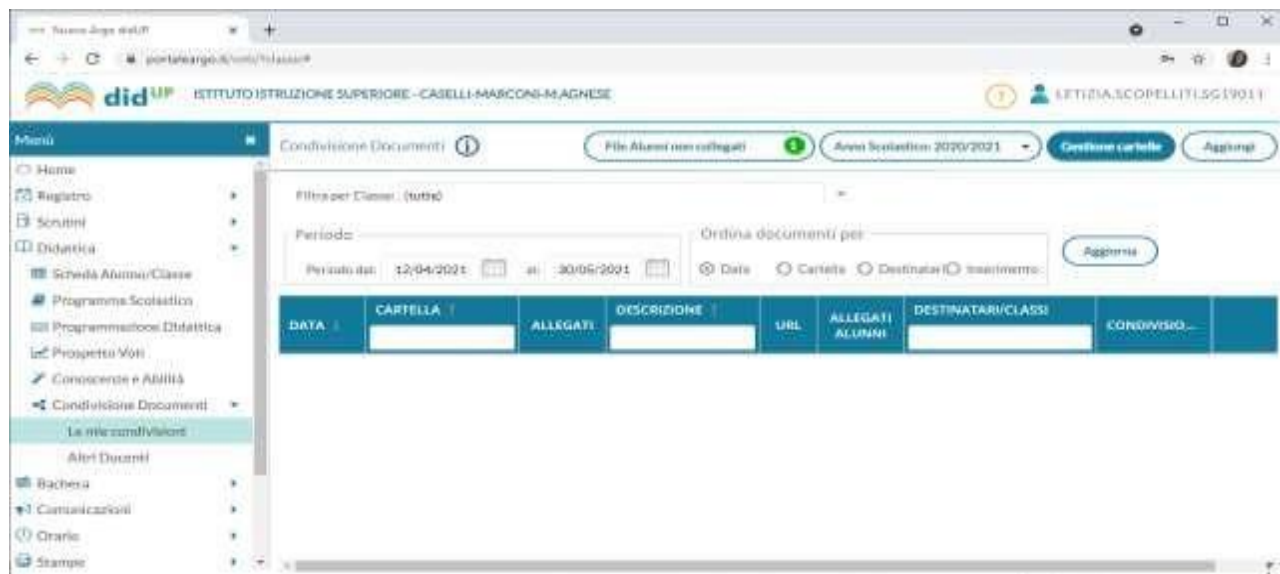 Nuovo Argo didUP
didUP ISTITUTO ISTRUZIONE SUPERIORE - CASELLI-MARCONI-M.AGNESE
LETIZIA.SCOPELLITI.SG19011
Menù
Condivisione Documenti
File Alunni non collegati
Anno Scolastico: 2020/2021
Gestione cartelle
Aggiungi
Home
Registro
Scrutini
Didattica
Scheda Alunno/Classe
Programma Scolastico
Programmazione Didattica
Prospetto Voti
Conoscenze e Abilità
Condivisione Documenti
Le mie condivisioni
Altri Docenti
Bacheca
Comunicazioni
Orario
Stampe
Filtra per Classe: (tutte)
Periodo
Periodo dal: 12/04/2021 al: 30/05/2021
Ordina documenti per
Data Cartella Destinatari Inserimento
Aggiorna
DATA CARTELLA ALLEGATI DESCRIZIONE URL ALLEGATI ALUNNI DESTINATARI/CLASSI CONDIVISIO...